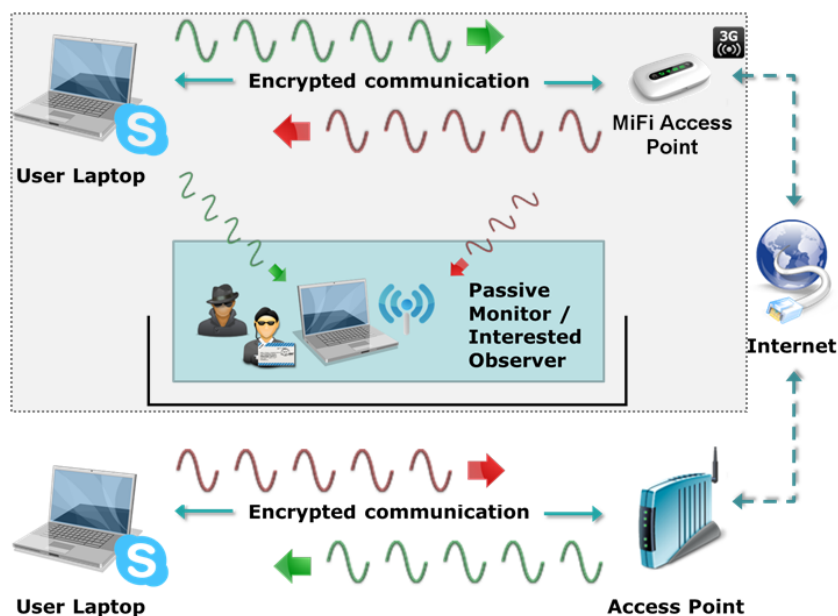 3G
Encrypted communication
MiFi Access
Point
User Laptop
Passive
Monitor /
Interested
Observer
Internet
Encrypted communication
User Laptop
Access Point